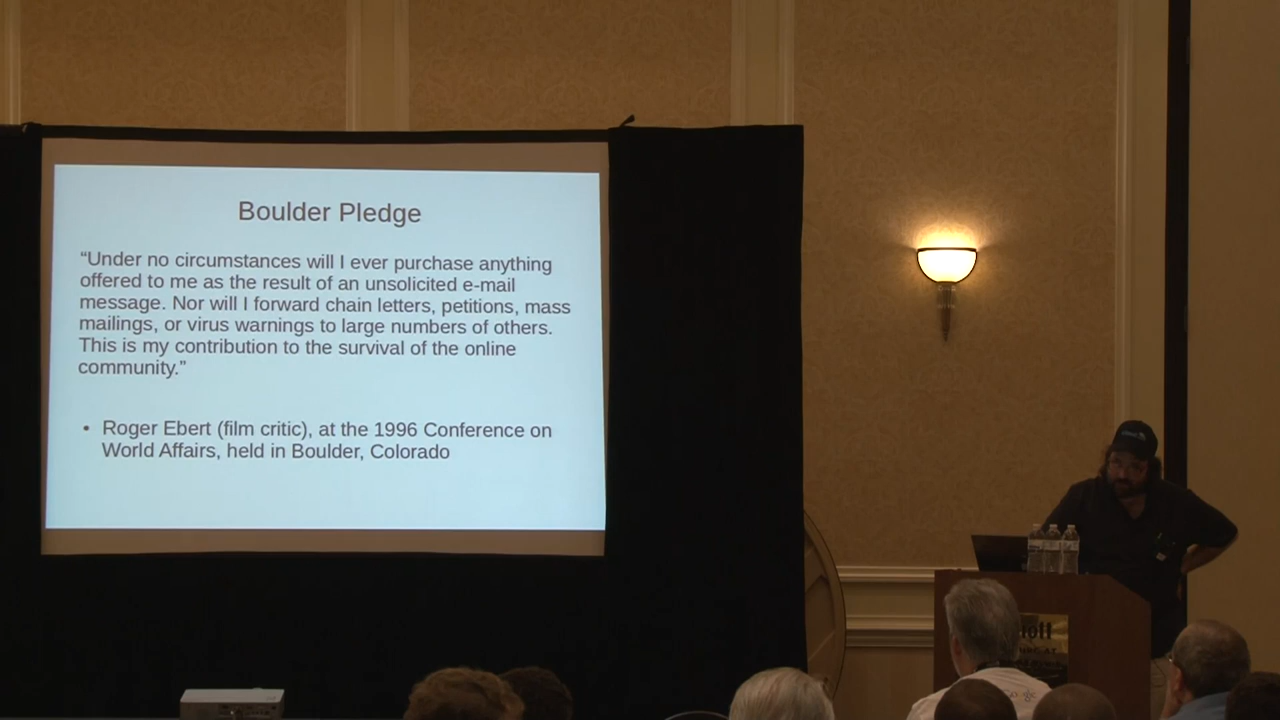 Boulder Pledge
“Under no circumstances will I ever purchase anything
offered to me as the result of an unsolicited e-mail
message. Nor will I forward chain letters, petitions, mass
mailings, or virus warnings to large numbers of others.
This is my contribution to the survival of the online
community.”
• Roger Ebert (film critic), at the 1996 Conference on
World Affairs, held in Boulder, Colorado